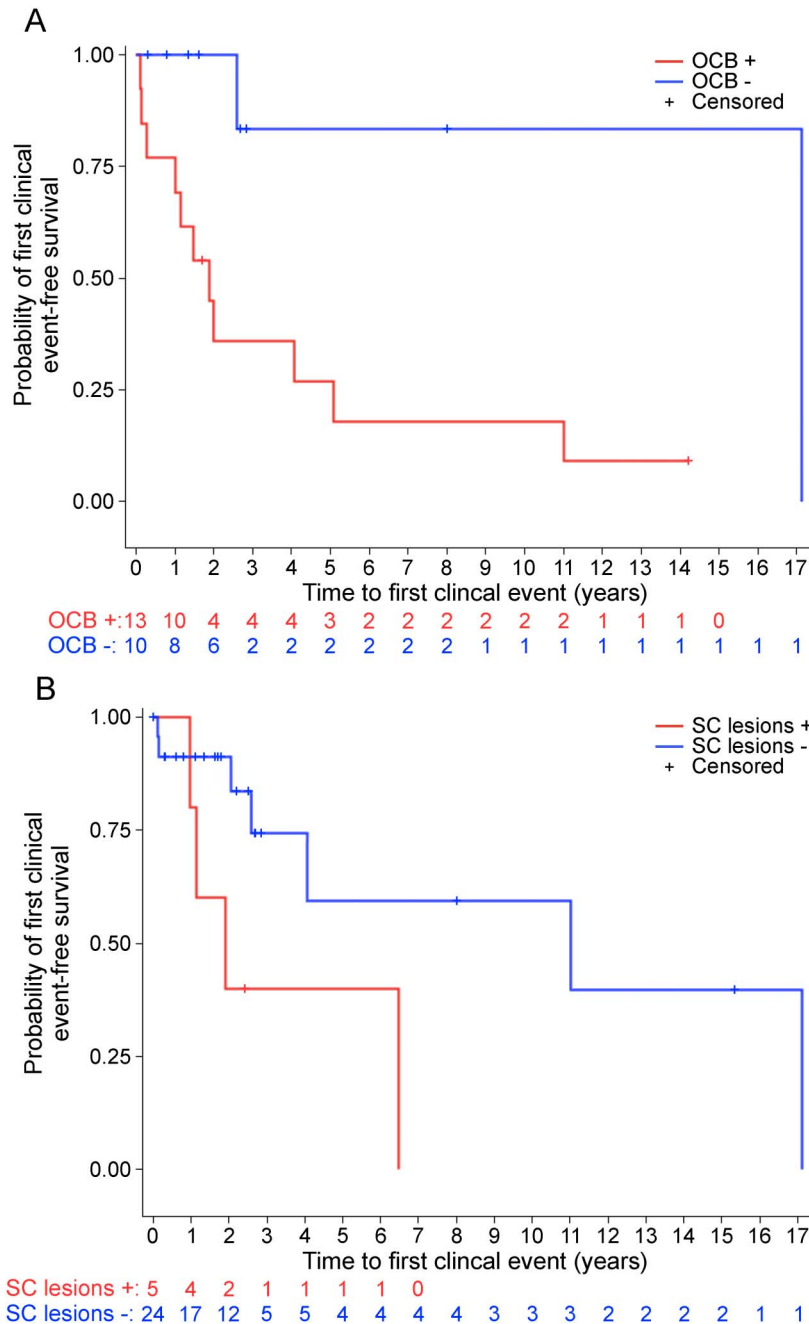 A
1.00
0.75
0.50
0.25
0.00
Probability of first clinical
event-free survival
OCB +
OCB -
+ Censored
0 1 2 3 4 5 6 7 8 9 10 11 12 13 14 15 16 17
Time to first clincal event (years)
OCB +: 13 10 4 4 4 3 2 2 2 2 2 2 1 1 1 0
OCB -: 10 8 6 2 2 2 2 2 2 1 1 1 1 1 1 1 1 1
B
1.00
0.75
0.50
0.25
0.00
Probability of first clinical
event-free survival
SC lesions +
SC lesions -
+ Censored
0 1 2 3 4 5 6 7 8 9 10 11 12 13 14 15 16 17
Time to first clincal event (years)
SC lesions +: 5 4 2 1 1 1 1 0
SC lesions -: 24 17 12 5 5 4 4 4 4 3 3 3 2 2 2 2 1 1